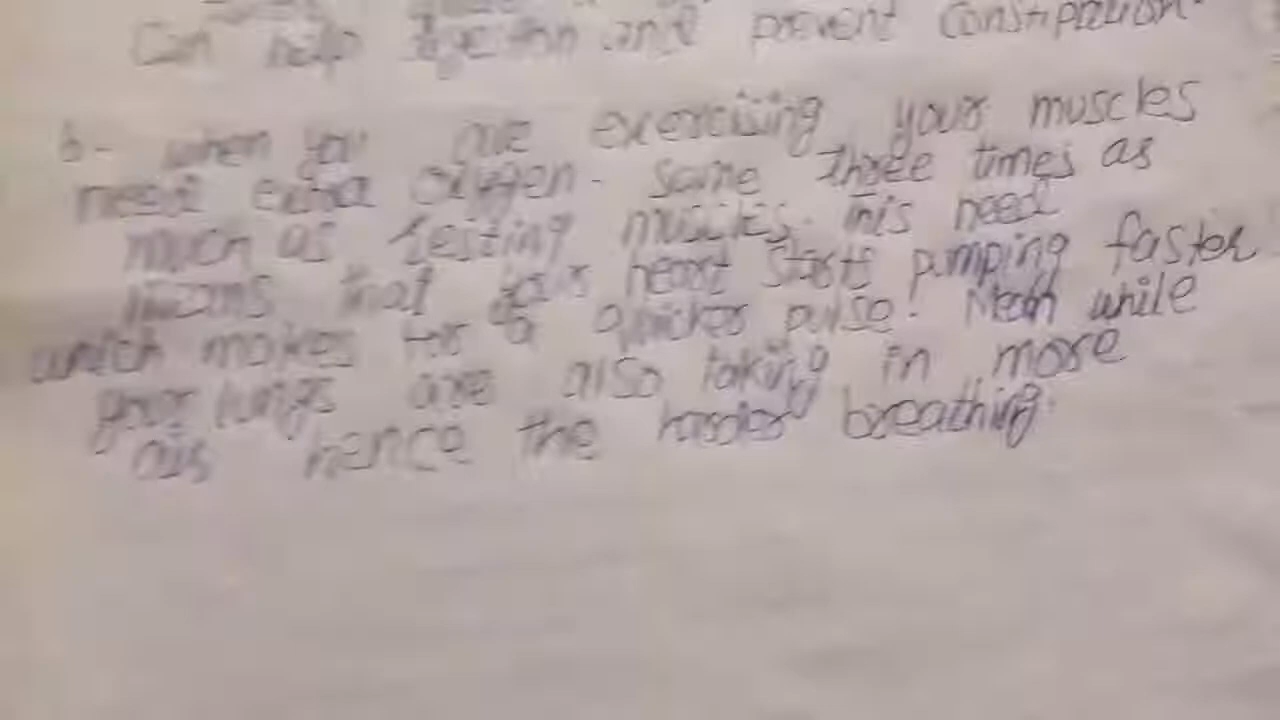 Can help digestion and prevent constipation.
b- when you are exercising your muscles
need extra oxygen - some three times as
much as resting muscles. This need
means that your heart starts pumping faster
which makes for a quicker pulse! Mean while
your lungs are also taking in more
air hence the harder breathing.